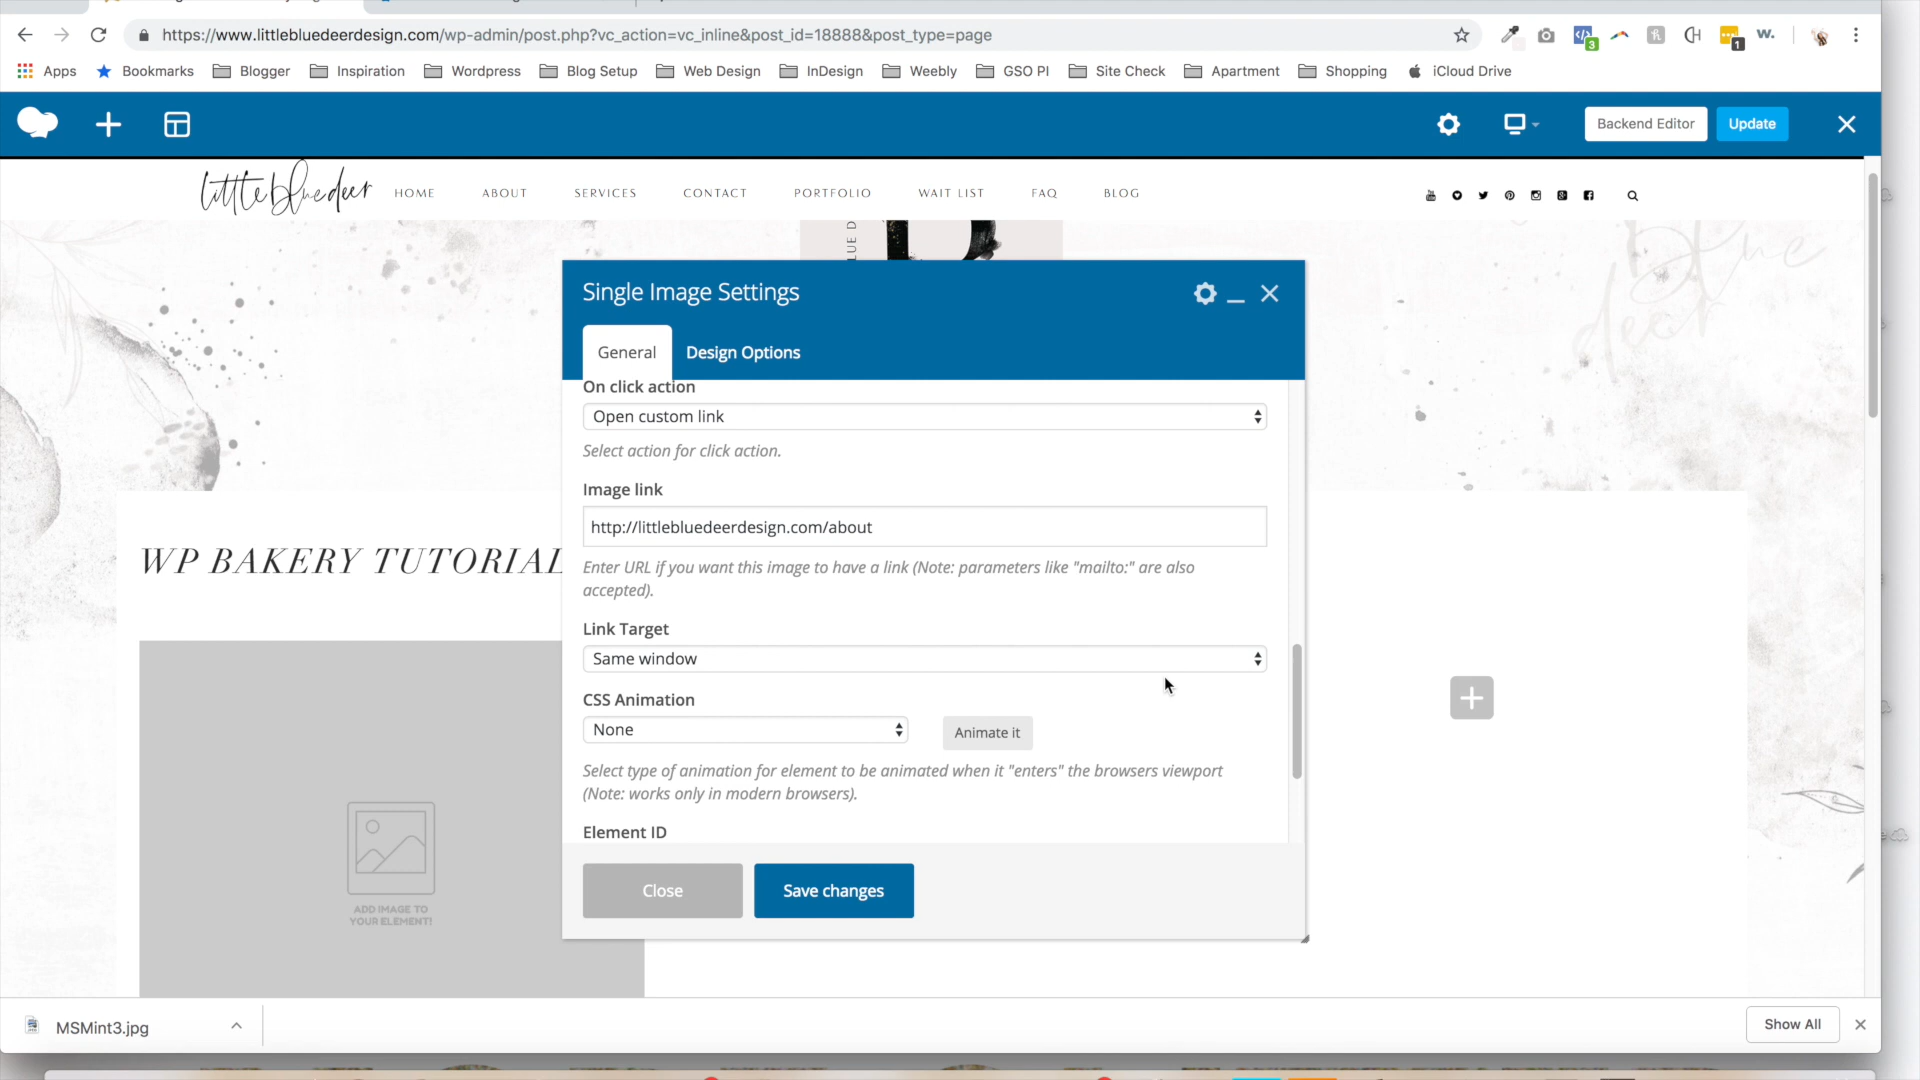 https://www.littlebluedeerdesign.com/wp-admin/post.php?vc_action=vc_inline&post_id=18888&post_type=page
3
1
W.
Apps
Bookmarks
Blogger
Inspiration
Wordpress
Blog Setup
Web Design
InDesign
Weebly
GSO PI
Site Check
Apartment
Shopping
iCloud Drive
Backend Editor
Update
littlebluedeer
HOME
ABOUT
SERVICES
CONTACT
PORTFOLIO
WAIT LIST
FAQ
BLOG
LUE D
Single Image Settings
General
Design Options
On click action
Open custom link
Select action for click action.
Image link
http://littlebluedeerdesign.com/about
Enter URL if you want this image to have a link (Note: parameters like "mailto:" are also
accepted).
Link Target
Same window
CSS Animation
None
Animate it
Select type of animation for element to be animated when it "enters" the browsers viewport
(Note: works only in modern browsers).
Element ID
Close
Save changes
WP BAKERY TUTORIAL
ADD IMAGE TO
YOUR ELEMENT!
MSMint3.jpg
Show All